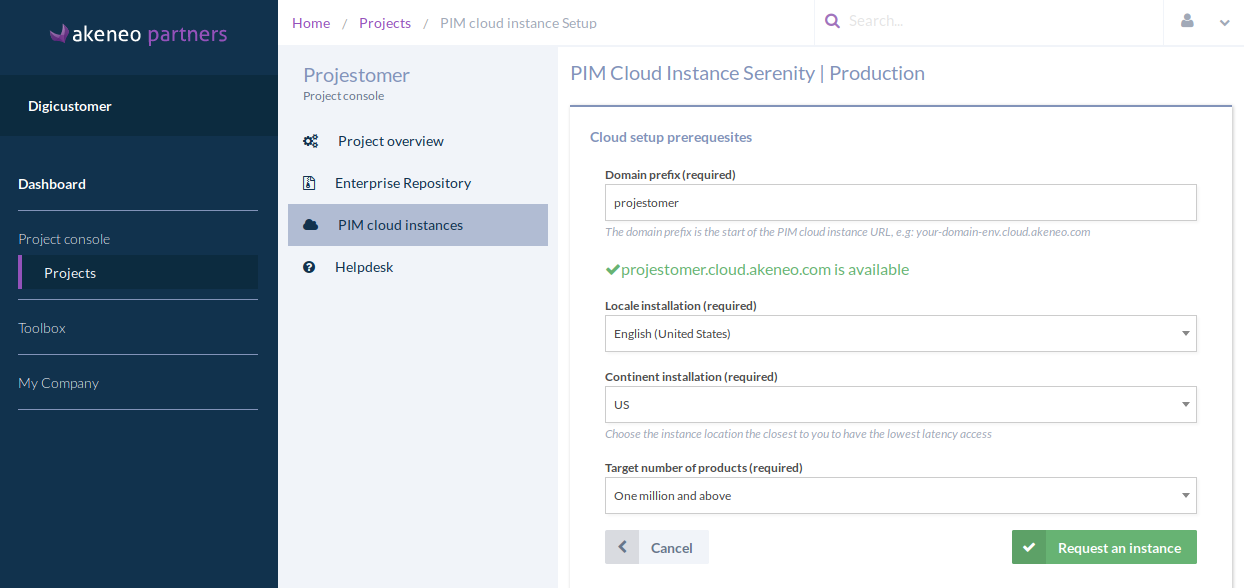 akeneo partners
Digicustomer
Dashboard
Project console
Projects
Toolbox
My Company
Home / Projects / PIM cloud instance Setup
Search...
Projestomer
Project console
Project overview
Enterprise Repository
PIM cloud instances
Helpdesk
PIM Cloud Instance Serenity | Production
Cloud setup prerequesites
Domain prefix (required)
projestomer
The domain prefix is the start of the PIM cloud instance URL, e.g: your-domain-env.cloud.akeneo.com
projestomer.cloud.akeneo.com is available
Locale installation (required)
English (United States)
Continent installation (required)
US
Choose the instance location the closest to you to have the lowest latency access
Target number of products (required)
One million and above
Cancel
Request an instance